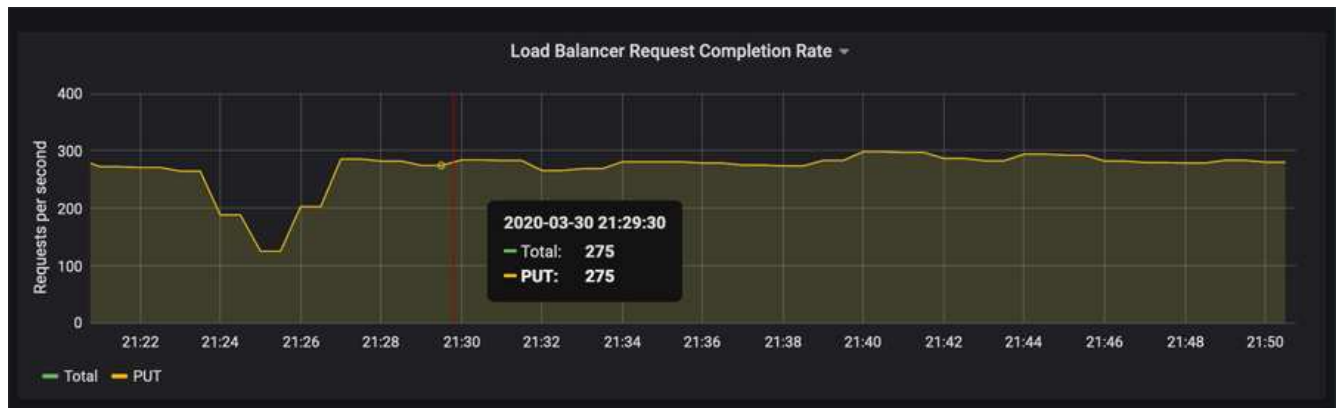 Load Balancer Request Completion Rate
Requests per second
400
300
200
100
0
2020-03-30 21:29:30
Total: 275
PUT: 275
21:22 21:24 21:26 21:28 21:30 21:32 21:34 21:36 21:38 21:40 21:42 21:44 21:46 21:48 21:50
Total PUT